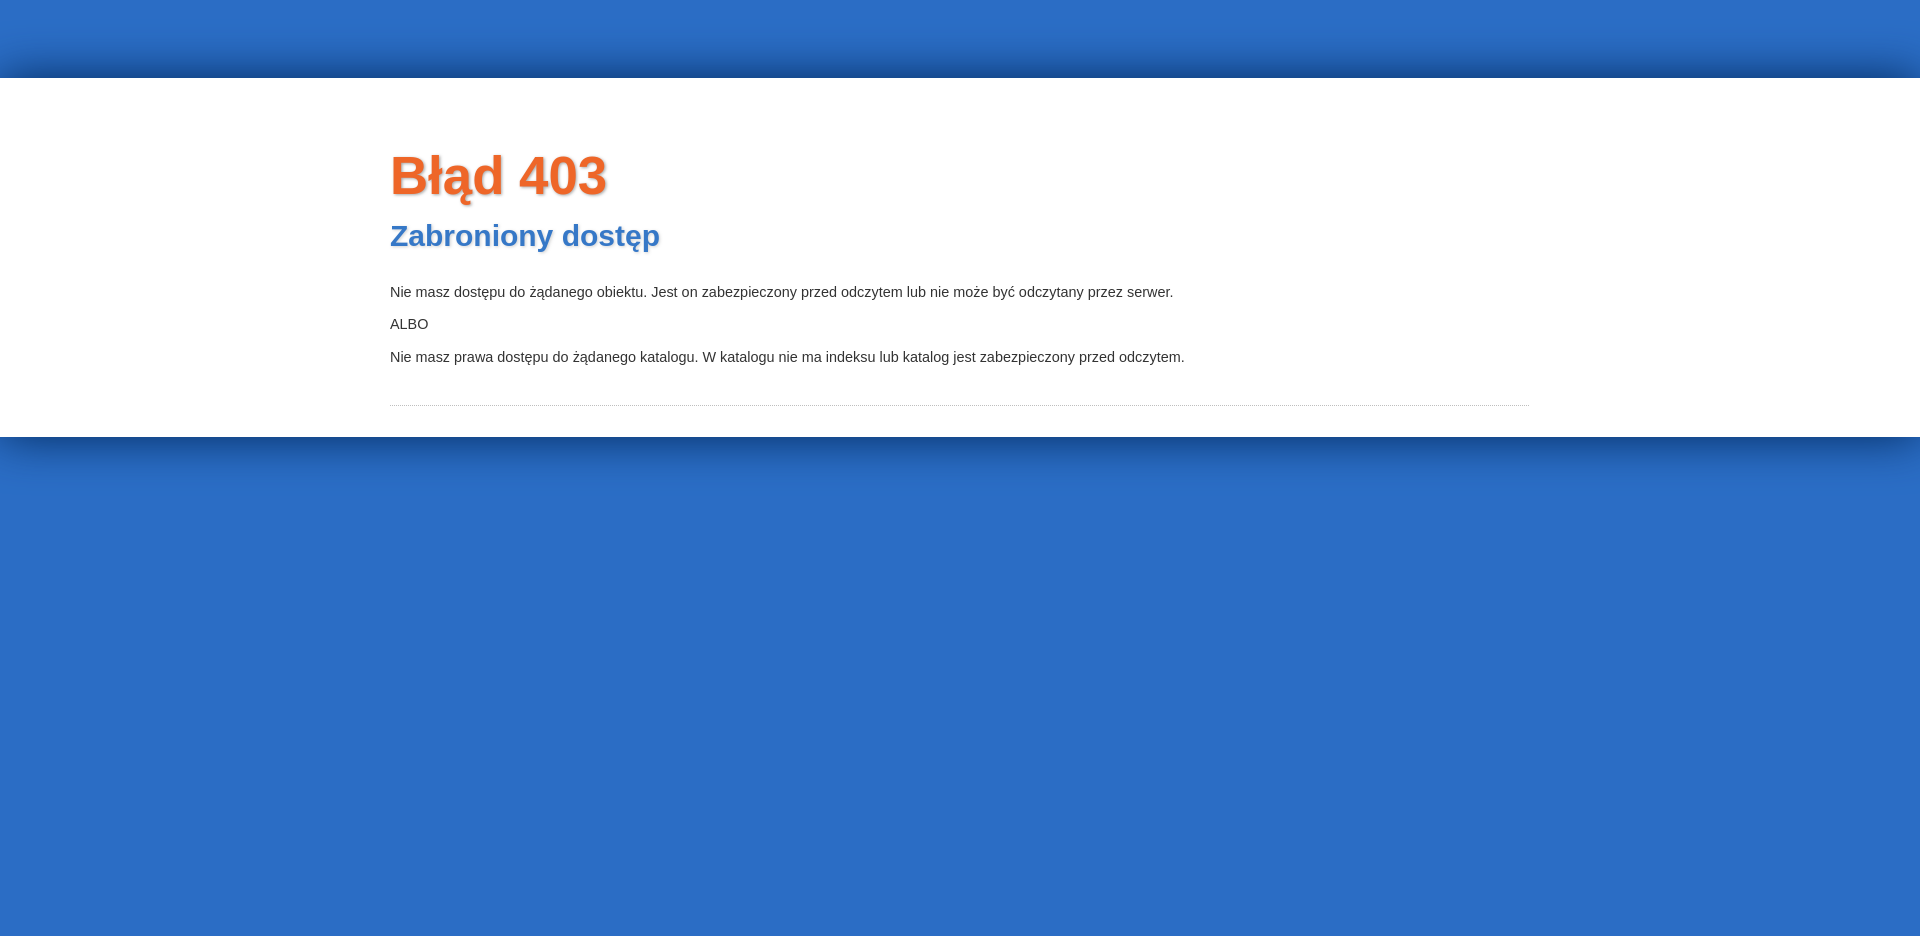 Błąd 403
Zabroniony dostęp
Nie masz dostępu do żądanego obiektu. Jest on zabezpieczony przed odczytem lub nie może być odczytany przez serwer.
ALBO
Nie masz prawa dostępu do żądanego katalogu. W katalogu nie ma indeksu lub katalog jest zabezpieczony przed odczytem.